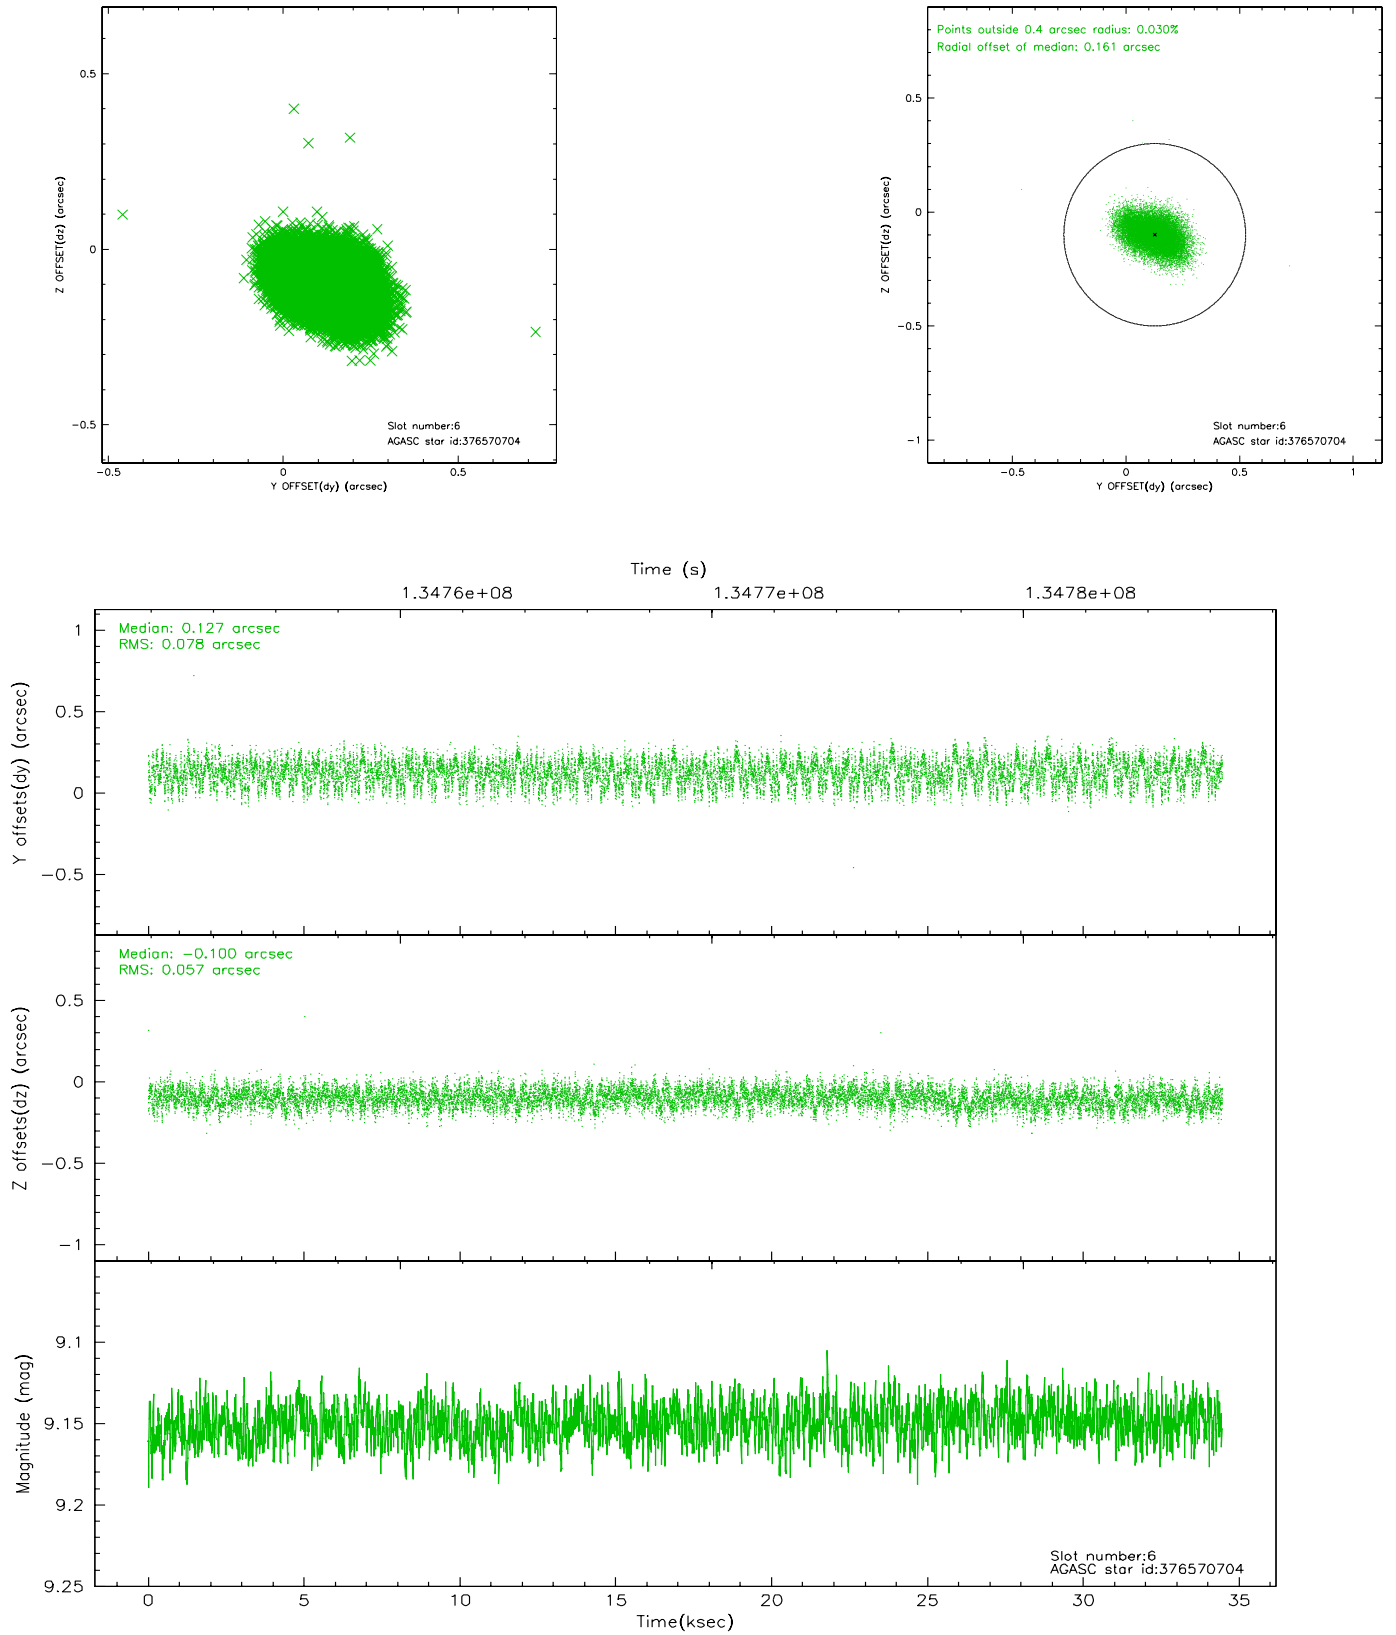 0.5
0
−0.5
Z OFFSET(dz) (arcsec)
Slot number:6
AGASC star id:376570704
−0.5
0
0.5
Y OFFSET(dy) (arcsec)
Points outside 0.4 arcsec radius: 0.030%
Radial offset of median: 0.161 arcsec
0.5
0
−0.5
−1
Z OFFSET(dz) (arcsec)
Slot number:6
AGASC star id:376570704
−0.5
0
0.5
1
Y OFFSET(dy) (arcsec)
Time (s)
1.3476e+08
1.3477e+08
1.3478e+08
Median: 0.127 arcsec
RMS: 0.078 arcsec
1
0.5
0
−0.5
Y offsets(dy) (arcsec)
Median: −0.100 arcsec
RMS: 0.057 arcsec
0.5
0
−0.5
−1
Z offsets(dz) (arcsec)
9.1
9.15
9.2
9.25
Magnitude (mag)
Slot number:6
AGASC star id:376570704
0
5
10
15
20
25
30
35
Time(ksec)